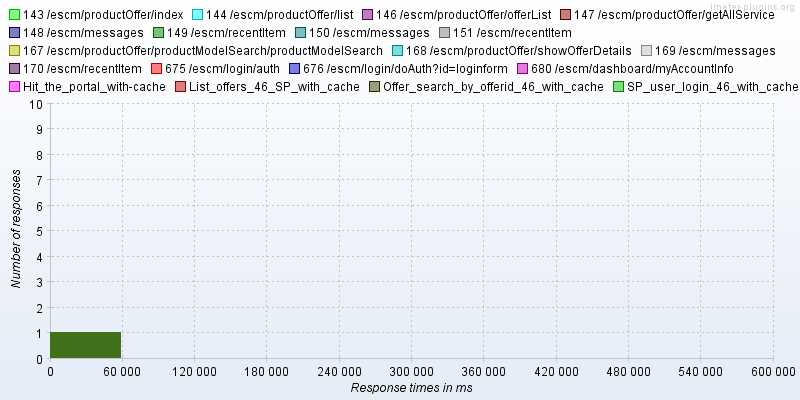 jmeter-plugins.org
143 /escm/productOffer/index 144 /escm/productOffer/list 146 /escm/productOffer/offerList 147 /escm/productOffer/getAllService
148 /escm/messages 149 /escm/recentItem 150 /escm/messages 151 /escm/recentItem
167 /escm/productOffer/productModelSearch/productModelSearch 168 /escm/productOffer/showOfferDetails 169 /escm/messages
170 /escm/recentItem 675 /escm/login/auth 676 /escm/login/doAuth?id=loginform 680 /escm/dashboard/myAccountInfo
Hit_the_portal_with-cache List_offers_46_SP_with_cache Offer_search_by_offerid_46_with_cache SP_user_login_46_with_cache
10
9
8
7
6
5
4
3
2
1
0
Number of responses
0 60 000 120 000 180 000 240 000 300 000 360 000 420 000 480 000 540 000 600 000
Response times in ms